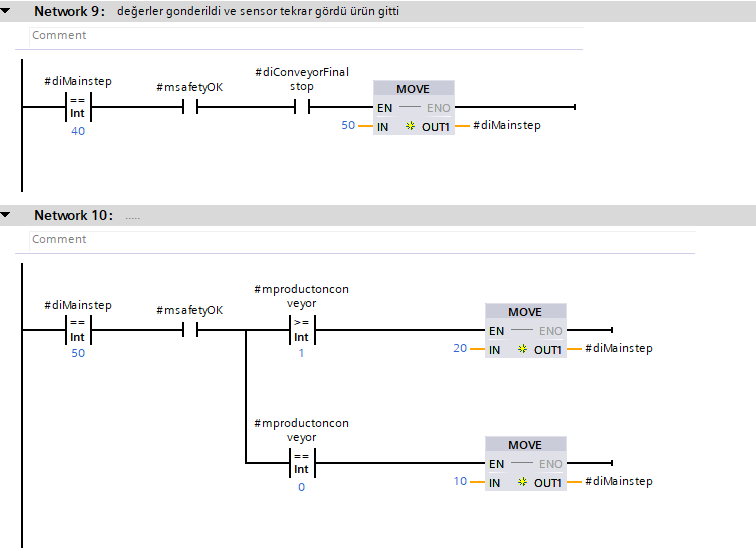 Network 9: değerler gonderildi ve sensor tekrar gördü ürün gitti
Comment
#diMainstep
==
Int
40
#msafetyOK
#diConveyorFinal
stop
MOVE
EN ENO
50 IN OUT1 #diMainstep
Network 10: .....
Comment
#diMainstep
==
Int
50
#msafetyOK
#mproductoncon
veyor
>=
Int
1
MOVE
EN ENO
20 IN OUT1 #diMainstep
#mproductoncon
veyor
==
Int
0
MOVE
EN ENO
10 IN OUT1 #diMainstep